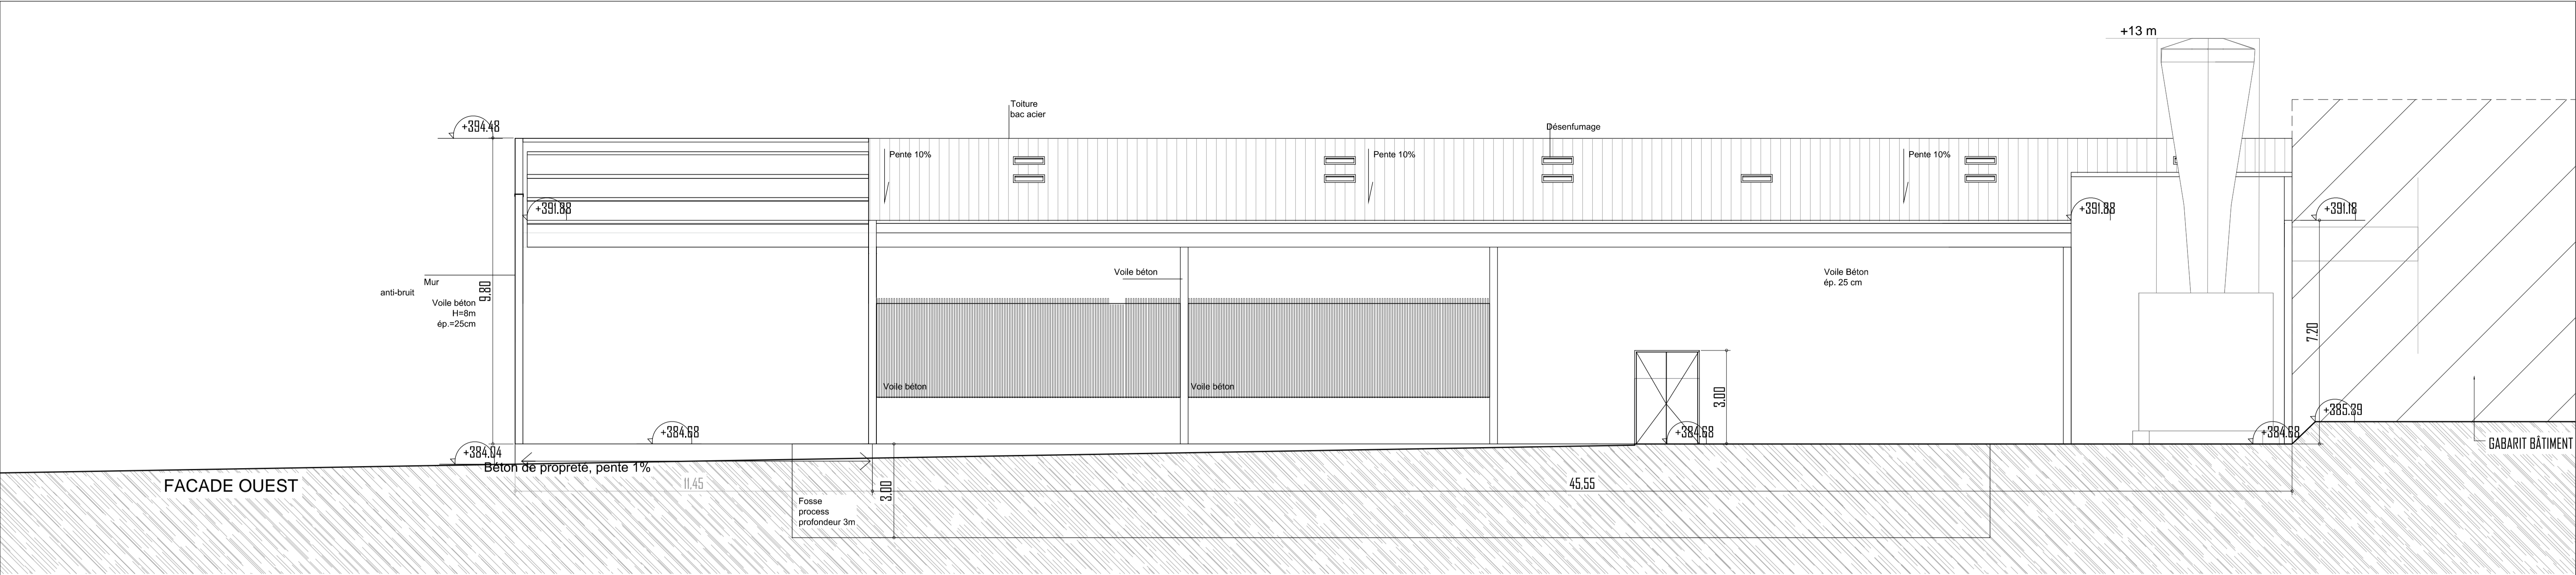 +13 m
Toiture
bac acier
+394.48
Désenfumage
Pente 10%
Pente 10%
Pente 10%
+391.88
+391.88
+391.18
Mur
anti-bruit
Voile béton
H=8m
ép.=25cm
9.80
Voile béton
Voile Béton
ép. 25 cm
7.20
Voile béton
Voile béton
3.00
+385.29
+384.68
+384.68
+384.68
+384.04
GABARIT BÂTIMENT
Béton de propreté, pente 1%
FACADE OUEST
11.45
3.00
45.55
Fosse
process
profondeur 3m